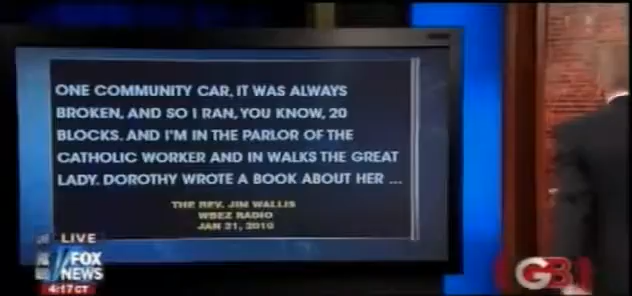 ONE COMMUNITY CAR, IT WAS ALWAYS
BROKEN, AND SO I RAN, YOU KNOW, 20
BLOCKS. AND I'M IN THE PARLOR OF THE
CATHOLIC WORKER AND IN WALKS THE GREAT
LADY. DOROTHY WROTE A BOOK ABOUT HER ...
THE REV. JIM WALLIS
WBEZ RADIO
JAN 21, 2010
LIVE
FOX
NEWS
4:17CT
GB